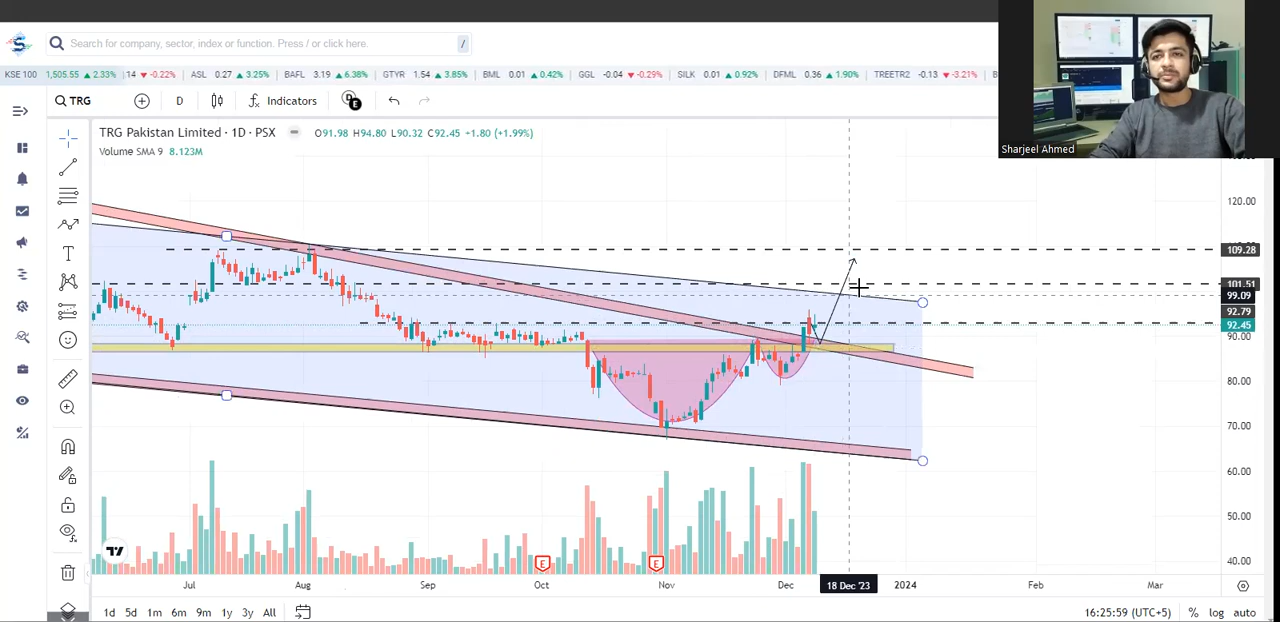 Search for company, sector, index or function. Press / or click here. /
KSE 100 1,505.55 ▲ 2.33% .14 ▼ -0.22% ASL 0.27 ▲ 3.25% BAFL 3.19 ▲ 6.38% GTYR 1.54 ▲ 3.85% BML 0.01 ▲ 0.42% GGL -0.04 ▼ -0.29% SILK 0.01 ▲ 0.92% DFML 0.36 ▲ 1.90% TREETR2 -0.13 ▼ -3.21%
TRG D Indicators
Sharjeel Ahmed
TRG Pakistan Limited · 1D · PSX O91.98 H94.80 L90.32 C92.45 +1.80 (+1.99%)
Volume SMA 9 8.123M
120.00
109.28
101.51
99.09
92.79
92.45
90.00
80.00
70.00
60.00
50.00
40.00
E E
Jul Aug Sep Oct Nov Dec 18 Dec '23 2024 Feb Mar
1d 5d 1m 6m 9m 1y 3y All 16:25:59 (UTC+5) % log auto